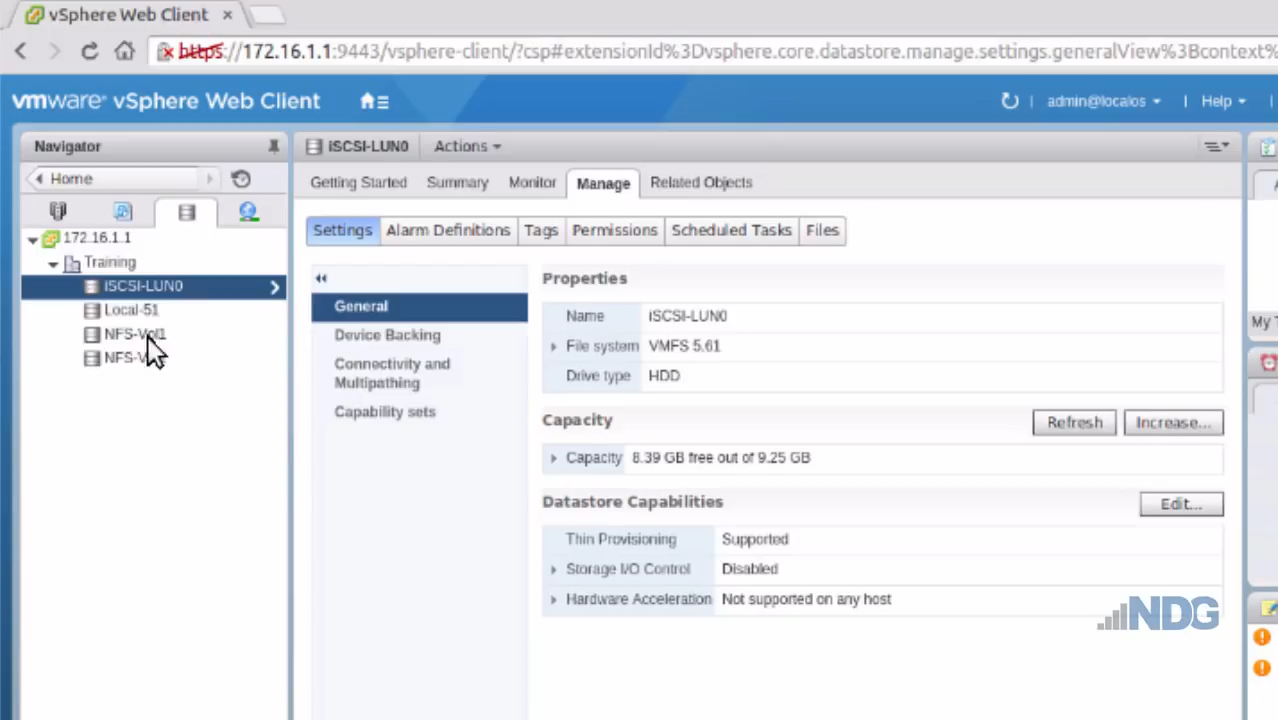 vSphere Web Client ×
https://172.16.1.1:9443/vsphere-client/?csp#extensionId%3Dvsphere.core.datastore.manage.settings.generalView%3Bcontext%
vmware® vSphere Web Client
admin@localos
Help
Navigator
Home
172.16.1.1
Training
iSCSI-LUN0
Local-51
NFS-Vol1
iSCSI-LUN0 Actions
Getting Started Summary Monitor Manage Related Objects
Settings Alarm Definitions Tags Permissions Scheduled Tasks Files
General
Device Backing
Connectivity and
Multipathing
Capability sets
Properties
Name iSCSI-LUN0
File system VMFS 5.61
Drive type HDD
Capacity Refresh Increase...
Capacity 8.39 GB free out of 9.25 GB
Datastore Capabilities Edit...
Thin Provisioning Supported
Storage I/O Control Disabled
Hardware Acceleration Not supported on any host
My
NDG